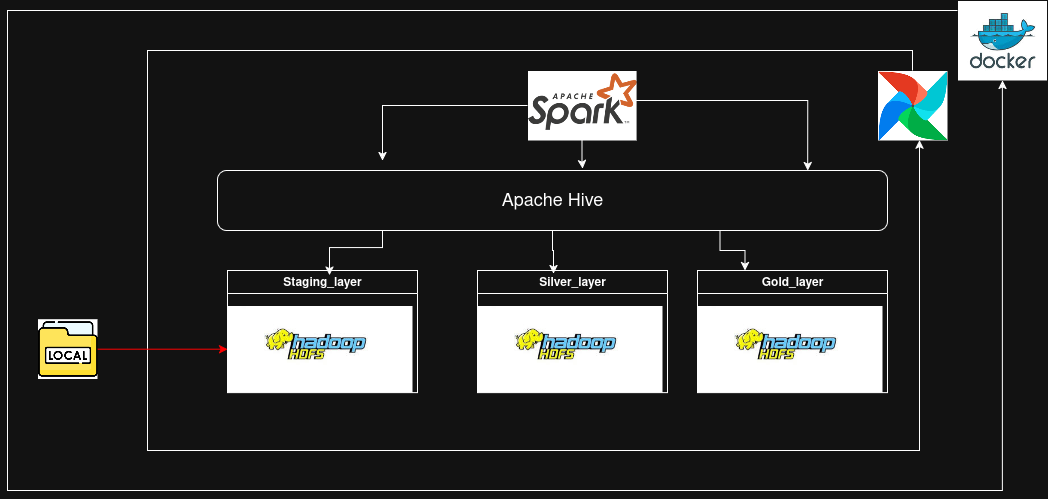 docker
APACHE
Spark
Apache Hive
Staging_layer
Silver_layer
Gold_layer
LOCAL
hadoop
HDFS
hadoop
HDFS
hadoop
HDFS